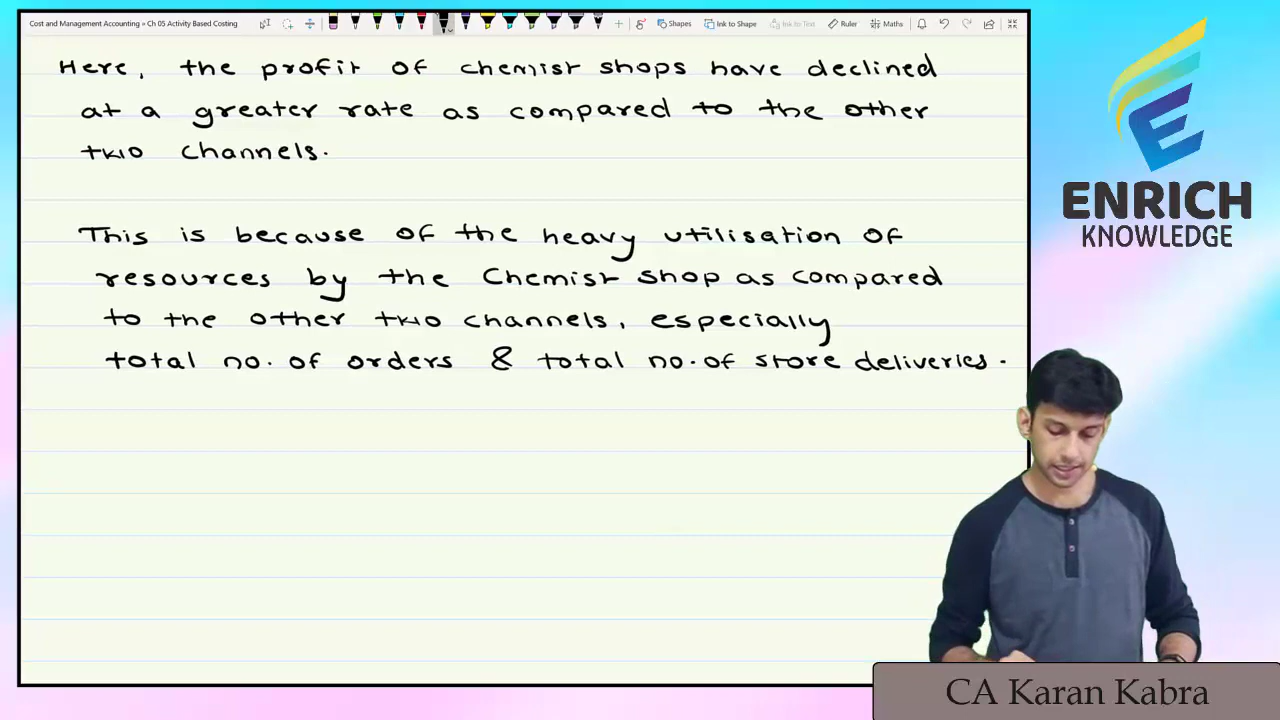 Cost and Management Accounting » Ch 05 Activity Based Costing
Shapes
Ink to Shape
Ink to Text
Ruler
Maths
Here, the profit of chemist shops have declined
at a greater rate as compared to the other
two channels.
This is because of the heavy utilisation of
resources by the Chemist shop as compared
to the other two channels, especially
total no. of orders & total no. of store deliveries.
ENRICH
KNOWLEDGE
CA Karan Kabra